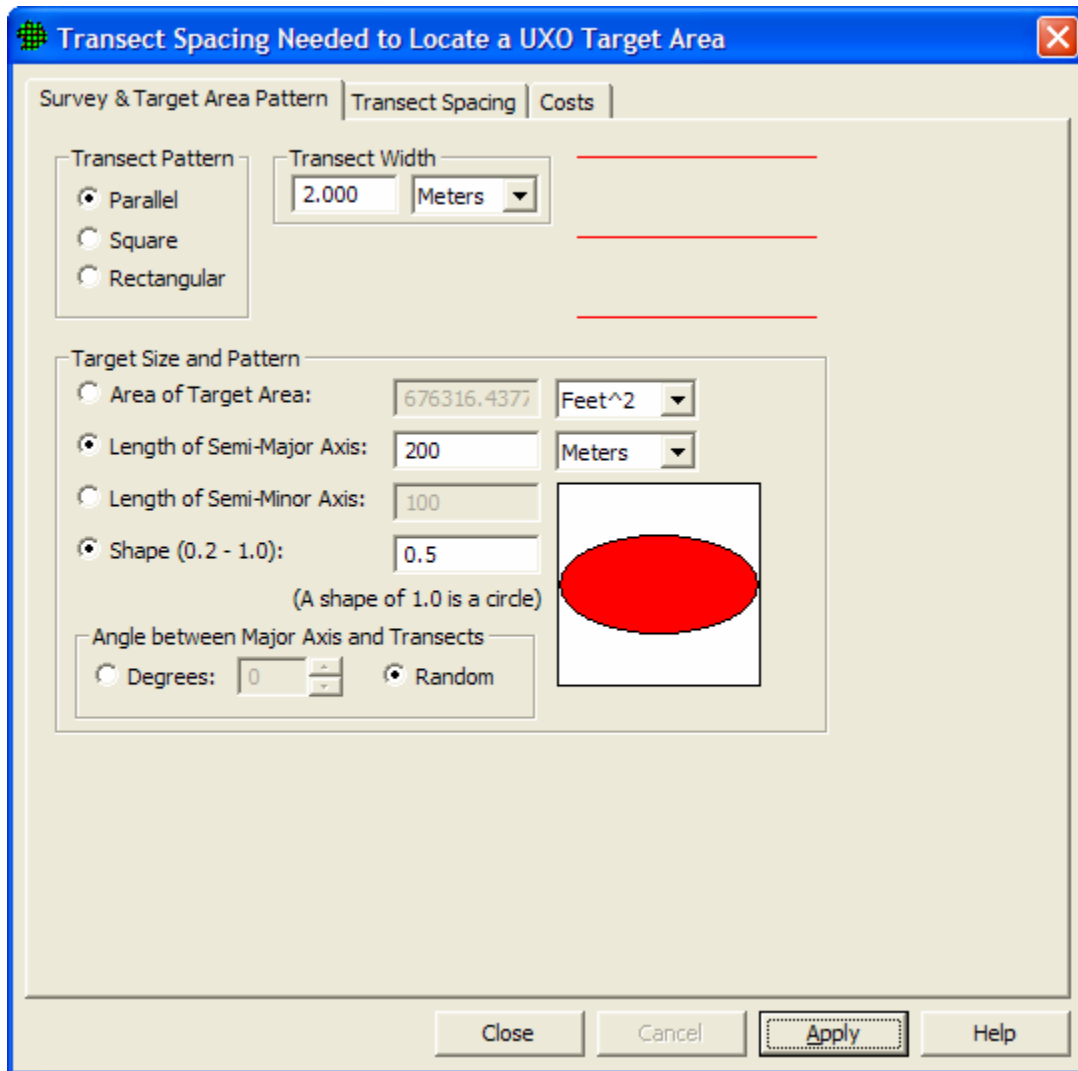 Transect Spacing Needed to Locate a UXO Target Area
Survey & Target Area Pattern Transect Spacing Costs
Transect Pattern
Parallel
Square
Rectangular
Transect Width
2.000 Meters
Target Size and Pattern
Area of Target Area: 676316.4377 Feet^2
Length of Semi-Major Axis: 200 Meters
Length of Semi-Minor Axis: 100
Shape (0.2 - 1.0): 0.5
(A shape of 1.0 is a circle)
Angle between Major Axis and Transects
Degrees: 0 Random
Close Cancel Apply Help